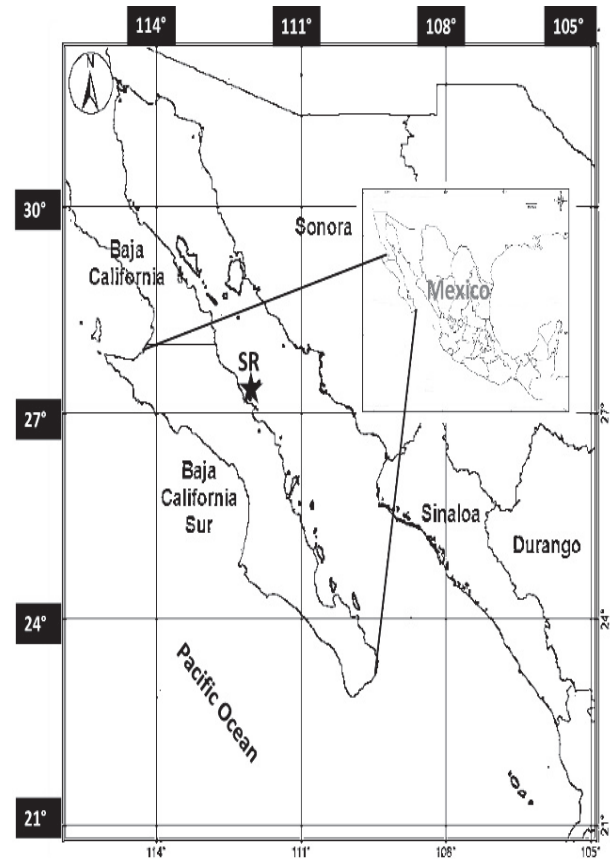 114°
111°
108°
105°
N
30°
Sonora
Baja
California
Mexico
SR
27°
27°
Baja
California
Sur
Sinaloa
Durango
24°
24°
Pacific Ocean
21°
21°
114°
111°
108°
105°